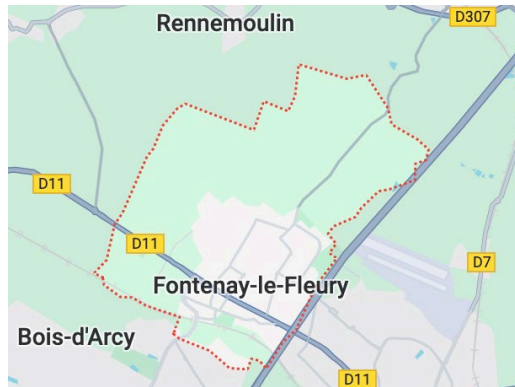 Rennemoulin
D307
D11
D11
D7
Fontenay-le-Fleury
Bois-d'Arcy
D11